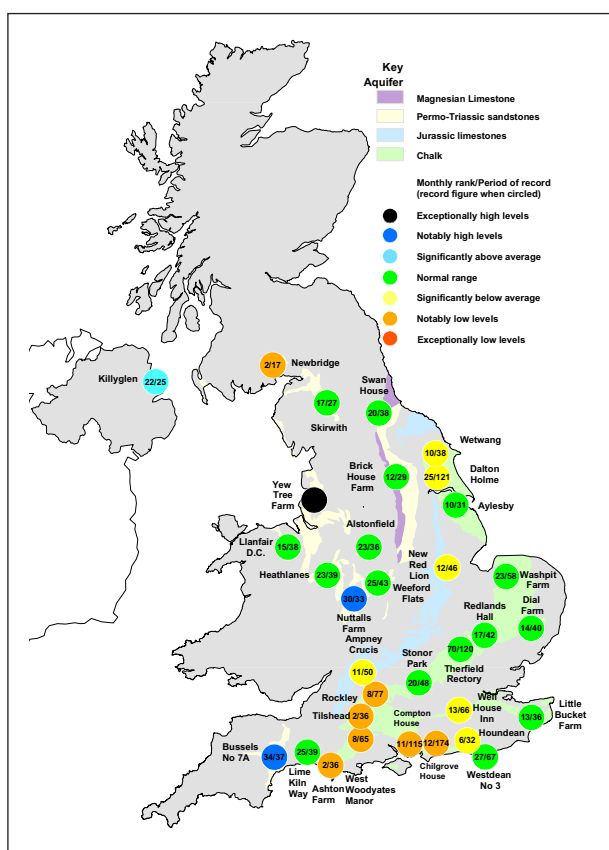 Key
Aquifer
Magnesian Limestone
Permo-Triassic sandstones
Jurassic limestones
Chalk
Monthly rank/Period of record
(record figure when circled)
Exceptionally high levels
Notably high levels
Significantly above average
Normal range
Significantly below average
Notably low levels
Exceptionally low levels
Newbridge
2/17
Killyglen
22/25
Swan
House
20/38
17/27
Skirwith
Wetwang
10/38
Dalton
Holme
25/121
Brick
House
Farm
12/29
Yew
Tree
Farm
10/31
Aylesby
Alstonfield
23/36
Llanfair
D.C.
15/38
New
Red
Lion
12/46
Heathlanes
23/39
25/43
Weeford
Flats
23/58
Washpit
Farm
30/33
Nuttalls
Farm
Redlands
Hall
17/42
Dial
Farm
14/40
Ampney
Crucis
11/50
Stonor
Park
20/48
70/120
Therfield
Rectory
Rockley
8/77
Tilshead
2/36
Compton
House
Well
House
Inn
13/66
Little
Bucket
Farm
13/36
8/65
11/115
12/174
Chilgrove
House
6/32
Houndean
27/67
Westdean
No 3
Bussels
No 7A
34/37
25/39
Lime
Kiln
Way
2/36
Ashton
Farm
West
Woodyates
Manor